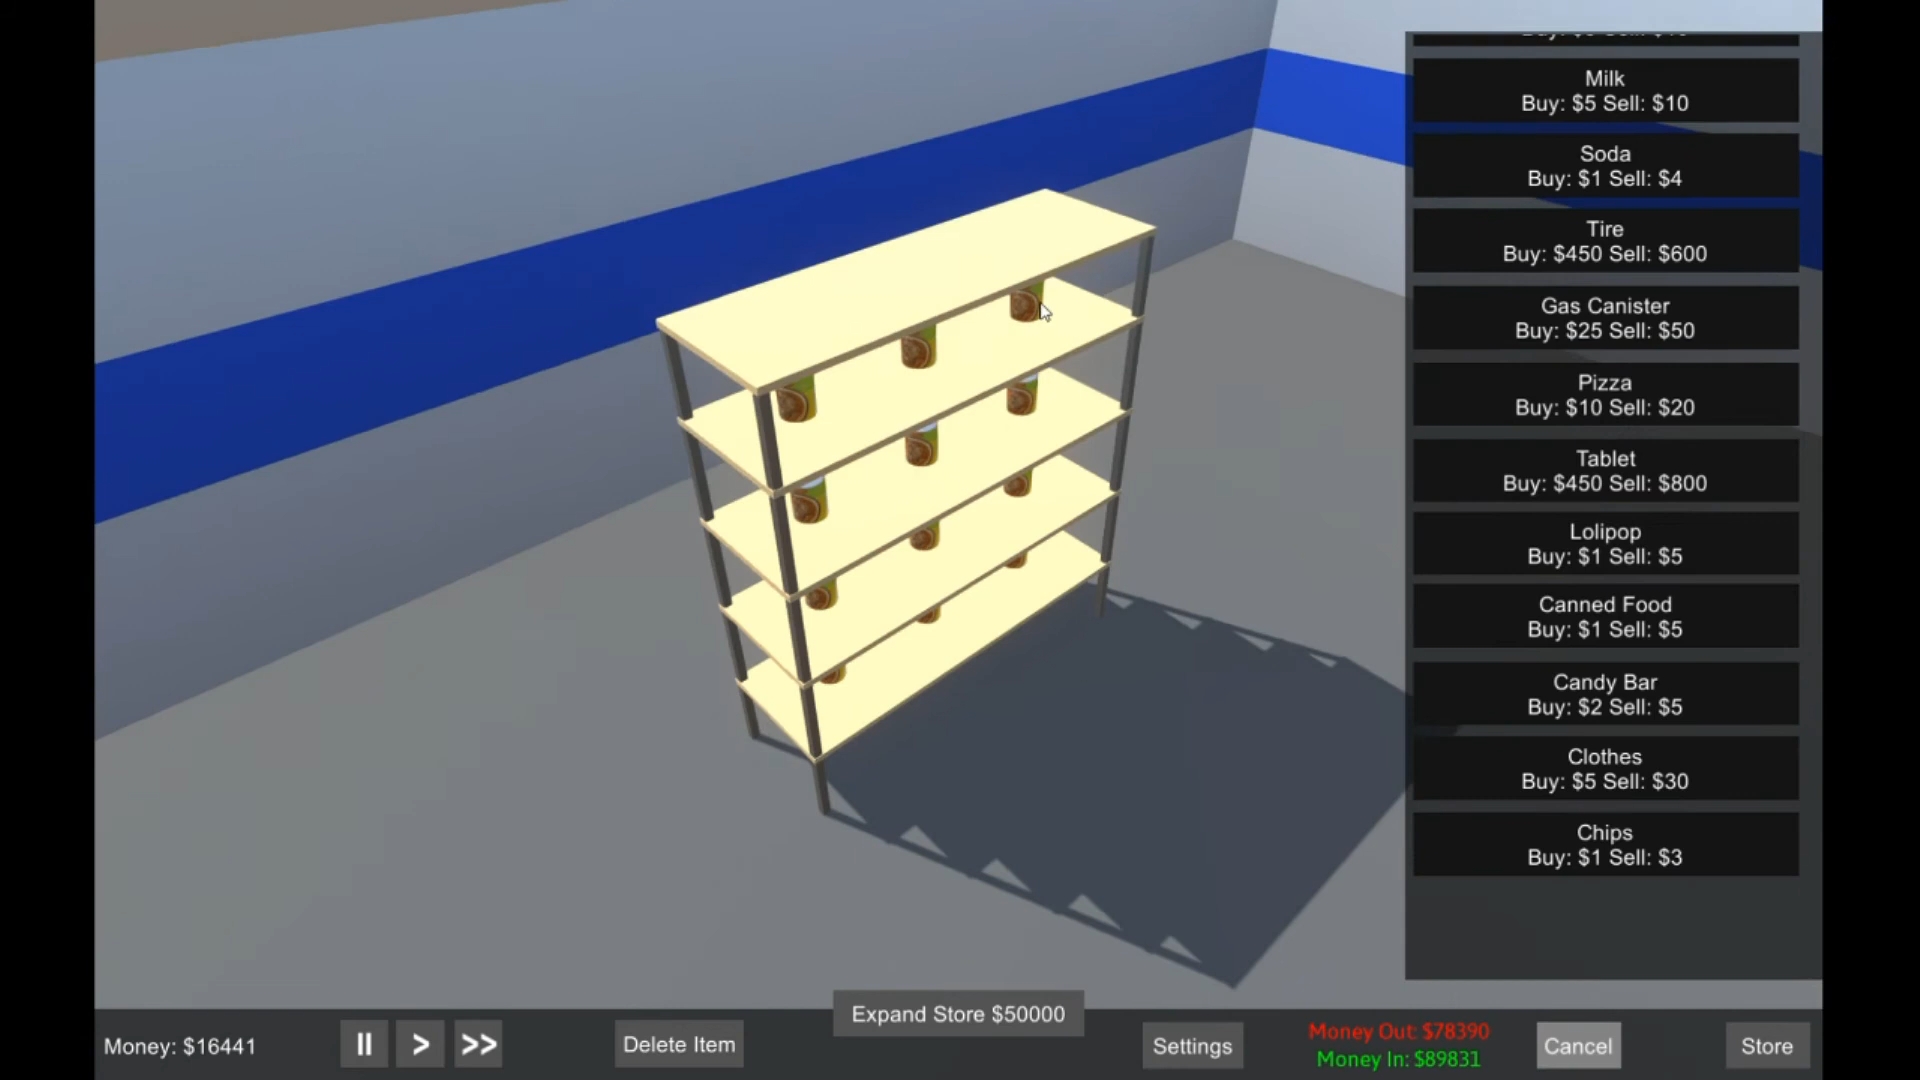 Milk
Buy: $5 Sell: $10
Soda
Buy: $1 Sell: $4
Tire
Buy: $450 Sell: $600
Gas Canister
Buy: $25 Sell: $50
Pizza
Buy: $10 Sell: $20
Tablet
Buy: $450 Sell: $800
Lolipop
Buy: $1 Sell: $5
Canned Food
Buy: $1 Sell: $5
Candy Bar
Buy: $2 Sell: $5
Clothes
Buy: $5 Sell: $30
Chips
Buy: $1 Sell: $3
Expand Store $50000
Money: $16441
Delete Item
Settings
Money Out: $78390
Money In: $89831
Cancel
Store